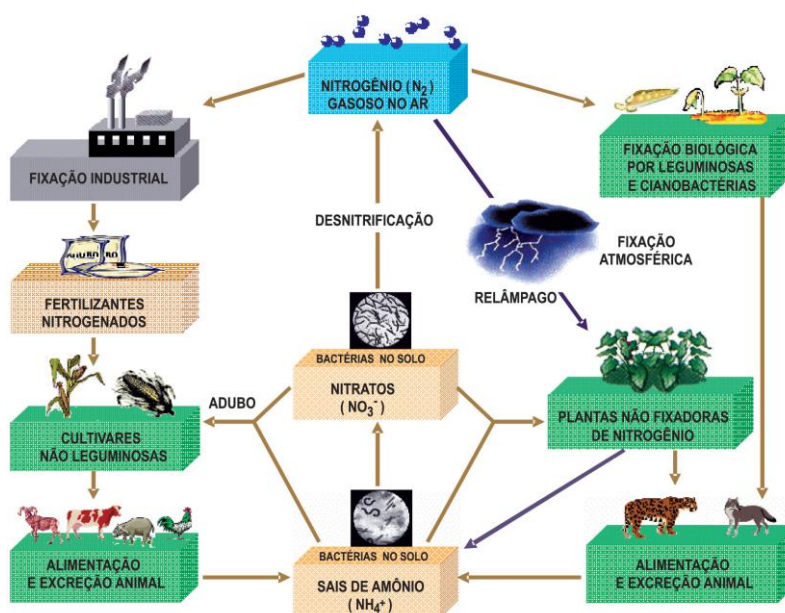 NITROGÊNIO (N2)
GASOSO NO AR
FIXAÇÃO INDUSTRIAL
FIXAÇÃO BIOLÓGICA
POR LEGUMINOSAS
E CIANOBACTÉRIAS
DESNITRIFICAÇÃO
FIXAÇÃO
ATMOSFÉRICA
RELÂMPAGO
FERTILIZANTES
NITROGENADOS
BACTÉRIAS NO SOLO
NITRATOS
(NO3-)
ADUBO
CULTIVARES
NÃO LEGUMINOSAS
PLANTAS NÃO FIXADORAS
DE NITROGÊNIO
BACTÉRIAS NO SOLO
SAIS DE AMÔNIO
(NH4+)
ALIMENTAÇÃO
E EXCREÇÃO ANIMAL
ALIMENTAÇÃO
E EXCREÇÃO ANIMAL